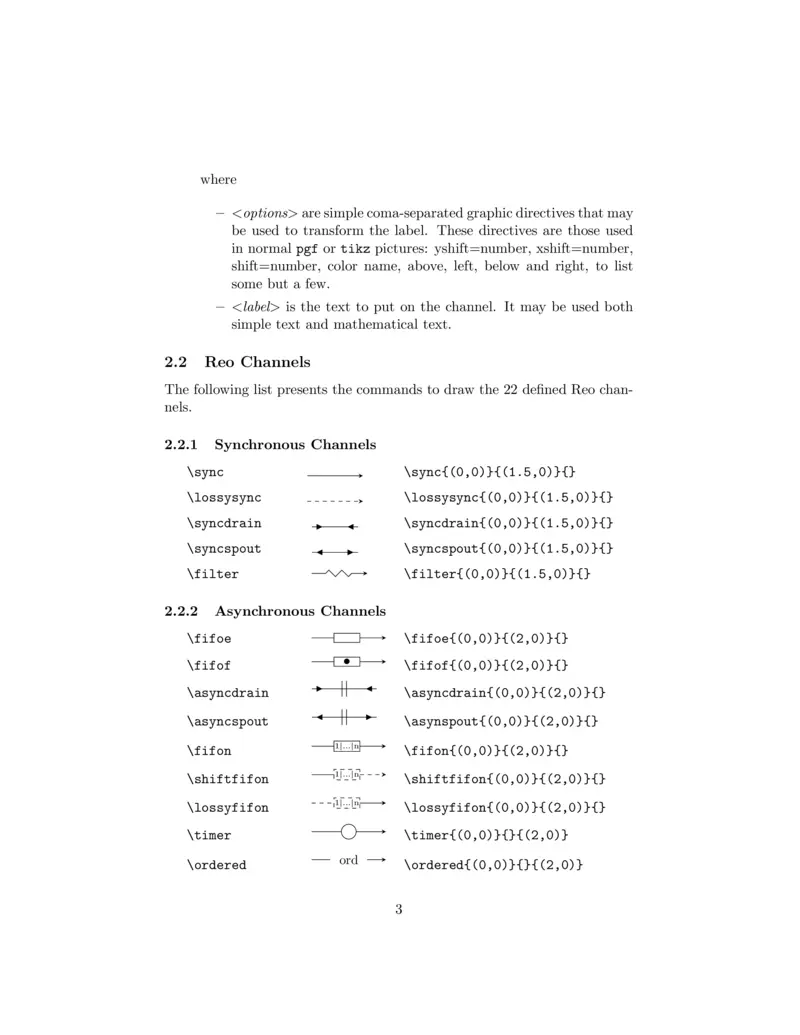 where
– <options> are simple coma-separated graphic directives that may
be used to transform the label. These directives are those used
in normal pgf or tikz pictures: yshift=number, xshift=number,
shift=number, color name, above, left, below and right, to list
some but a few.
– <label> is the text to put on the channel. It may be used both
simple text and mathematical text.
2.2 Reo Channels
The following list presents the commands to draw the 22 defined Reo chan-
nels.
2.2.1 Synchronous Channels
\sync \sync{(0,0)}{(1.5,0)}{}
\lossysync \lossysync{(0,0)}{(1.5,0)}{}
\syncdrain \syncdrain{(0,0)}{(1.5,0)}{}
\syncspout \syncspout{(0,0)}{(1.5,0)}{}
\filter \filter{(0,0)}{(1.5,0)}{}
2.2.2 Asynchronous Channels
\fifoe \fifoe{(0,0)}{(2,0)}{}
\fifof \fifof{(0,0)}{(2,0)}{}
\asyncdrain \asyncdrain{(0,0)}{(2,0)}{}
\asyncspout \asynspout{(0,0)}{(2,0)}{}
\fifon 1|...|n \fifon{(0,0)}{(2,0)}{}
\shiftfifon 1|...|n \shiftfifon{(0,0)}{(2,0)}{}
\lossyfifon 1|...|n \lossyfifon{(0,0)}{(2,0)}{}
\timer \timer{(0,0)}{}{(2,0)}
\ordered ord \ordered{(0,0)}{}{(2,0)}
3